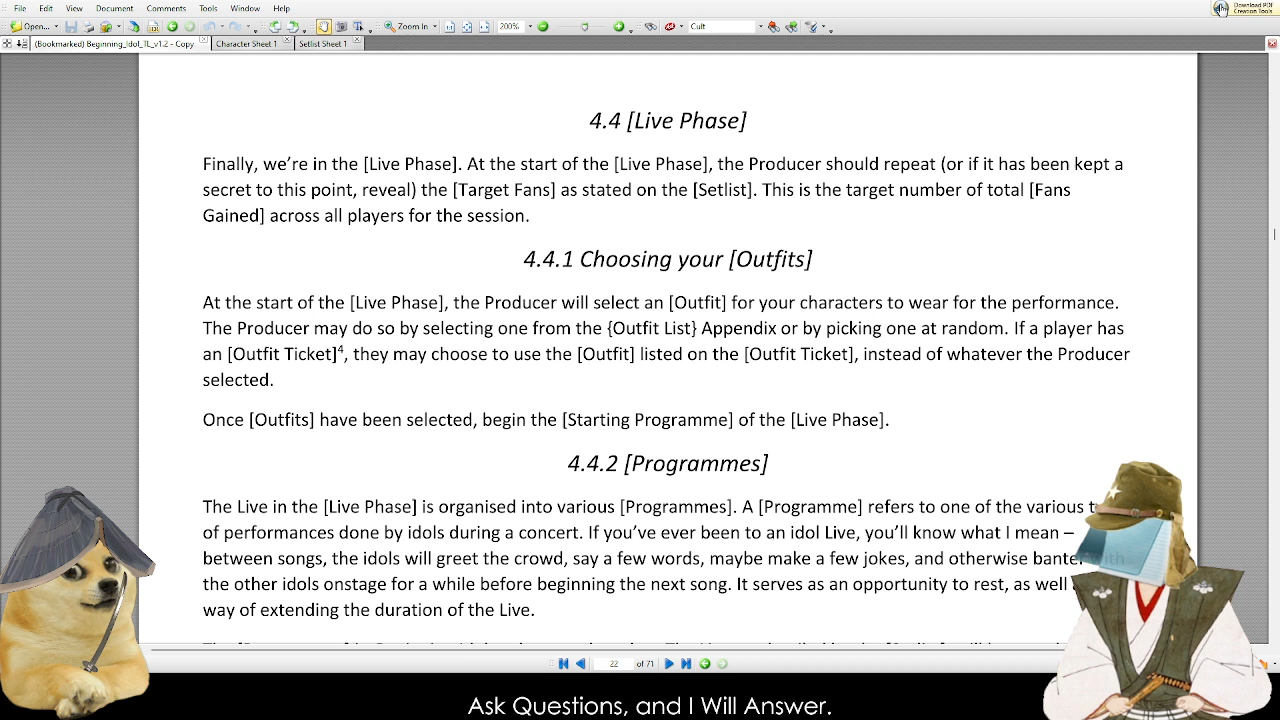 File Edit View Document Comments Tools Window Help
Download PDF
Creation Tools
Open... Zoom In 200% Cult
(Bookmarked) Beginning_Idol_TL_v1.2 - Copy Character Sheet 1 Setlist Sheet 1
4.4 [Live Phase]
Finally, we’re in the [Live Phase]. At the start of the [Live Phase], the Producer should repeat (or if it has been kept a
secret to this point, reveal) the [Target Fans] as stated on the [Setlist]. This is the target number of total [Fans
Gained] across all players for the session.
4.4.1 Choosing your [Outfits]
At the start of the [Live Phase], the Producer will select an [Outfit] for your characters to wear for the performance.
The Producer may do so by selecting one from the {Outfit List} Appendix or by picking one at random. If a player has
an [Outfit Ticket]⁴, they may choose to use the [Outfit] listed on the [Outfit Ticket], instead of whatever the Producer
selected.
Once [Outfits] have been selected, begin the [Starting Programme] of the [Live Phase].
4.4.2 [Programmes]
The Live in the [Live Phase] is organised into various [Programmes]. A [Programme] refers to one of the various
of performances done by idols during a concert. If you’ve ever been to an idol Live, you’ll know what I mean –
between songs, the idols will greet the crowd, say a few words, maybe make a few jokes, and otherwise banter with
the other idols onstage for a while before beginning the next song. It serves as an opportunity to rest, as well
way of extending the duration of the Live.
22 of 71
Ask Questions, and I Will Answer.